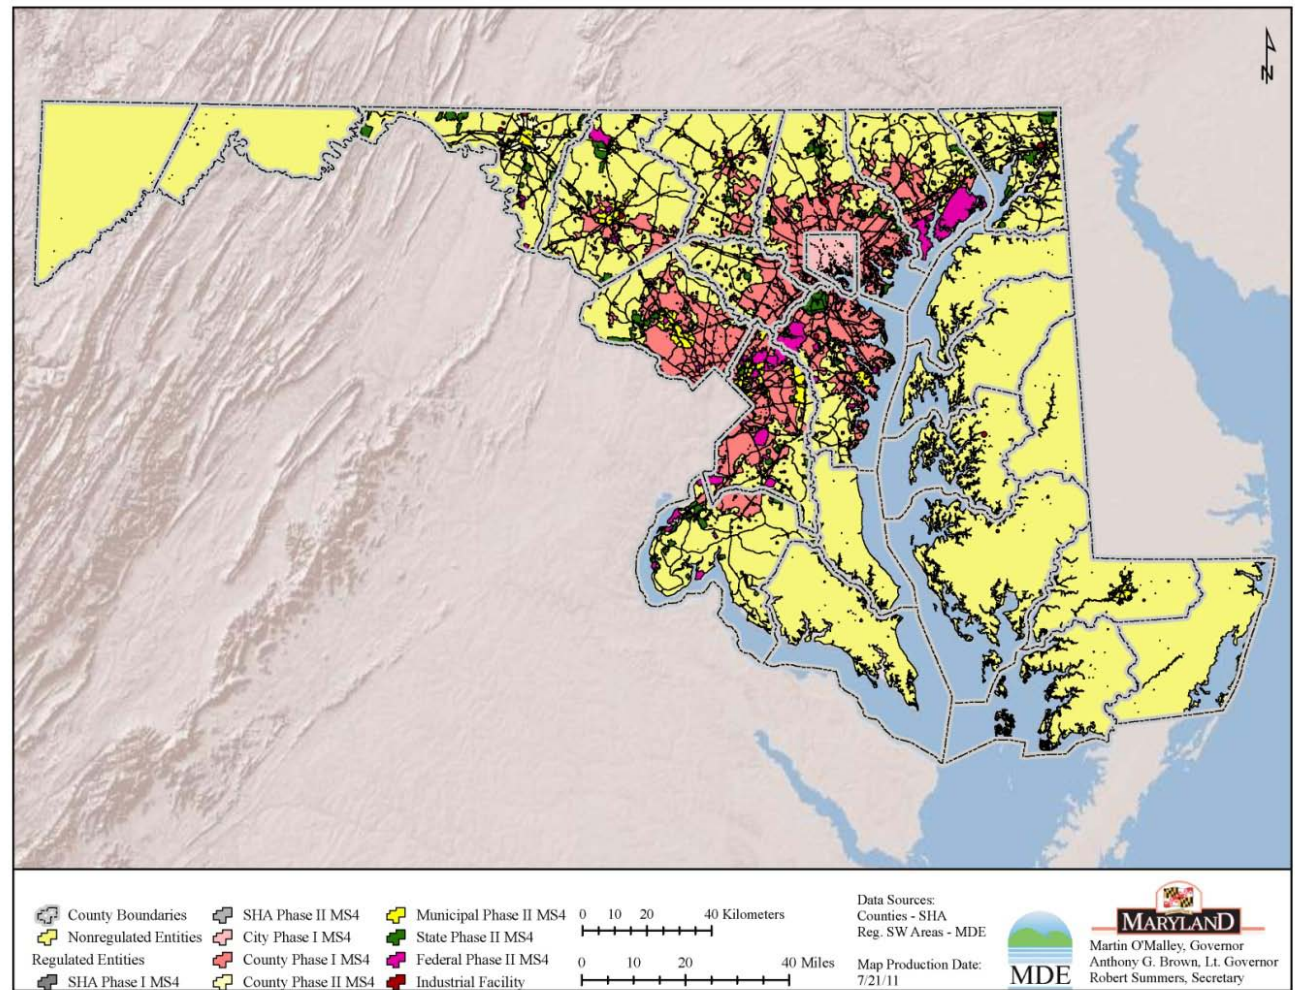 N
County Boundaries
Nonregulated Entities
Regulated Entities
SHA Phase I MS4
SHA Phase II MS4
City Phase I MS4
County Phase I MS4
County Phase II MS4
Municipal Phase II MS4
State Phase II MS4
Federal Phase II MS4
Industrial Facility
0 10 20 40 Kilometers
0 10 20 40 Miles
Data Sources:
Counties - SHA
Reg. SW Areas - MDE
Map Production Date:
7/21/11
MDE
MARYLAND
Martin O'Malley, Governor
Anthony G. Brown, Lt. Governor
Robert Summers, Secretary